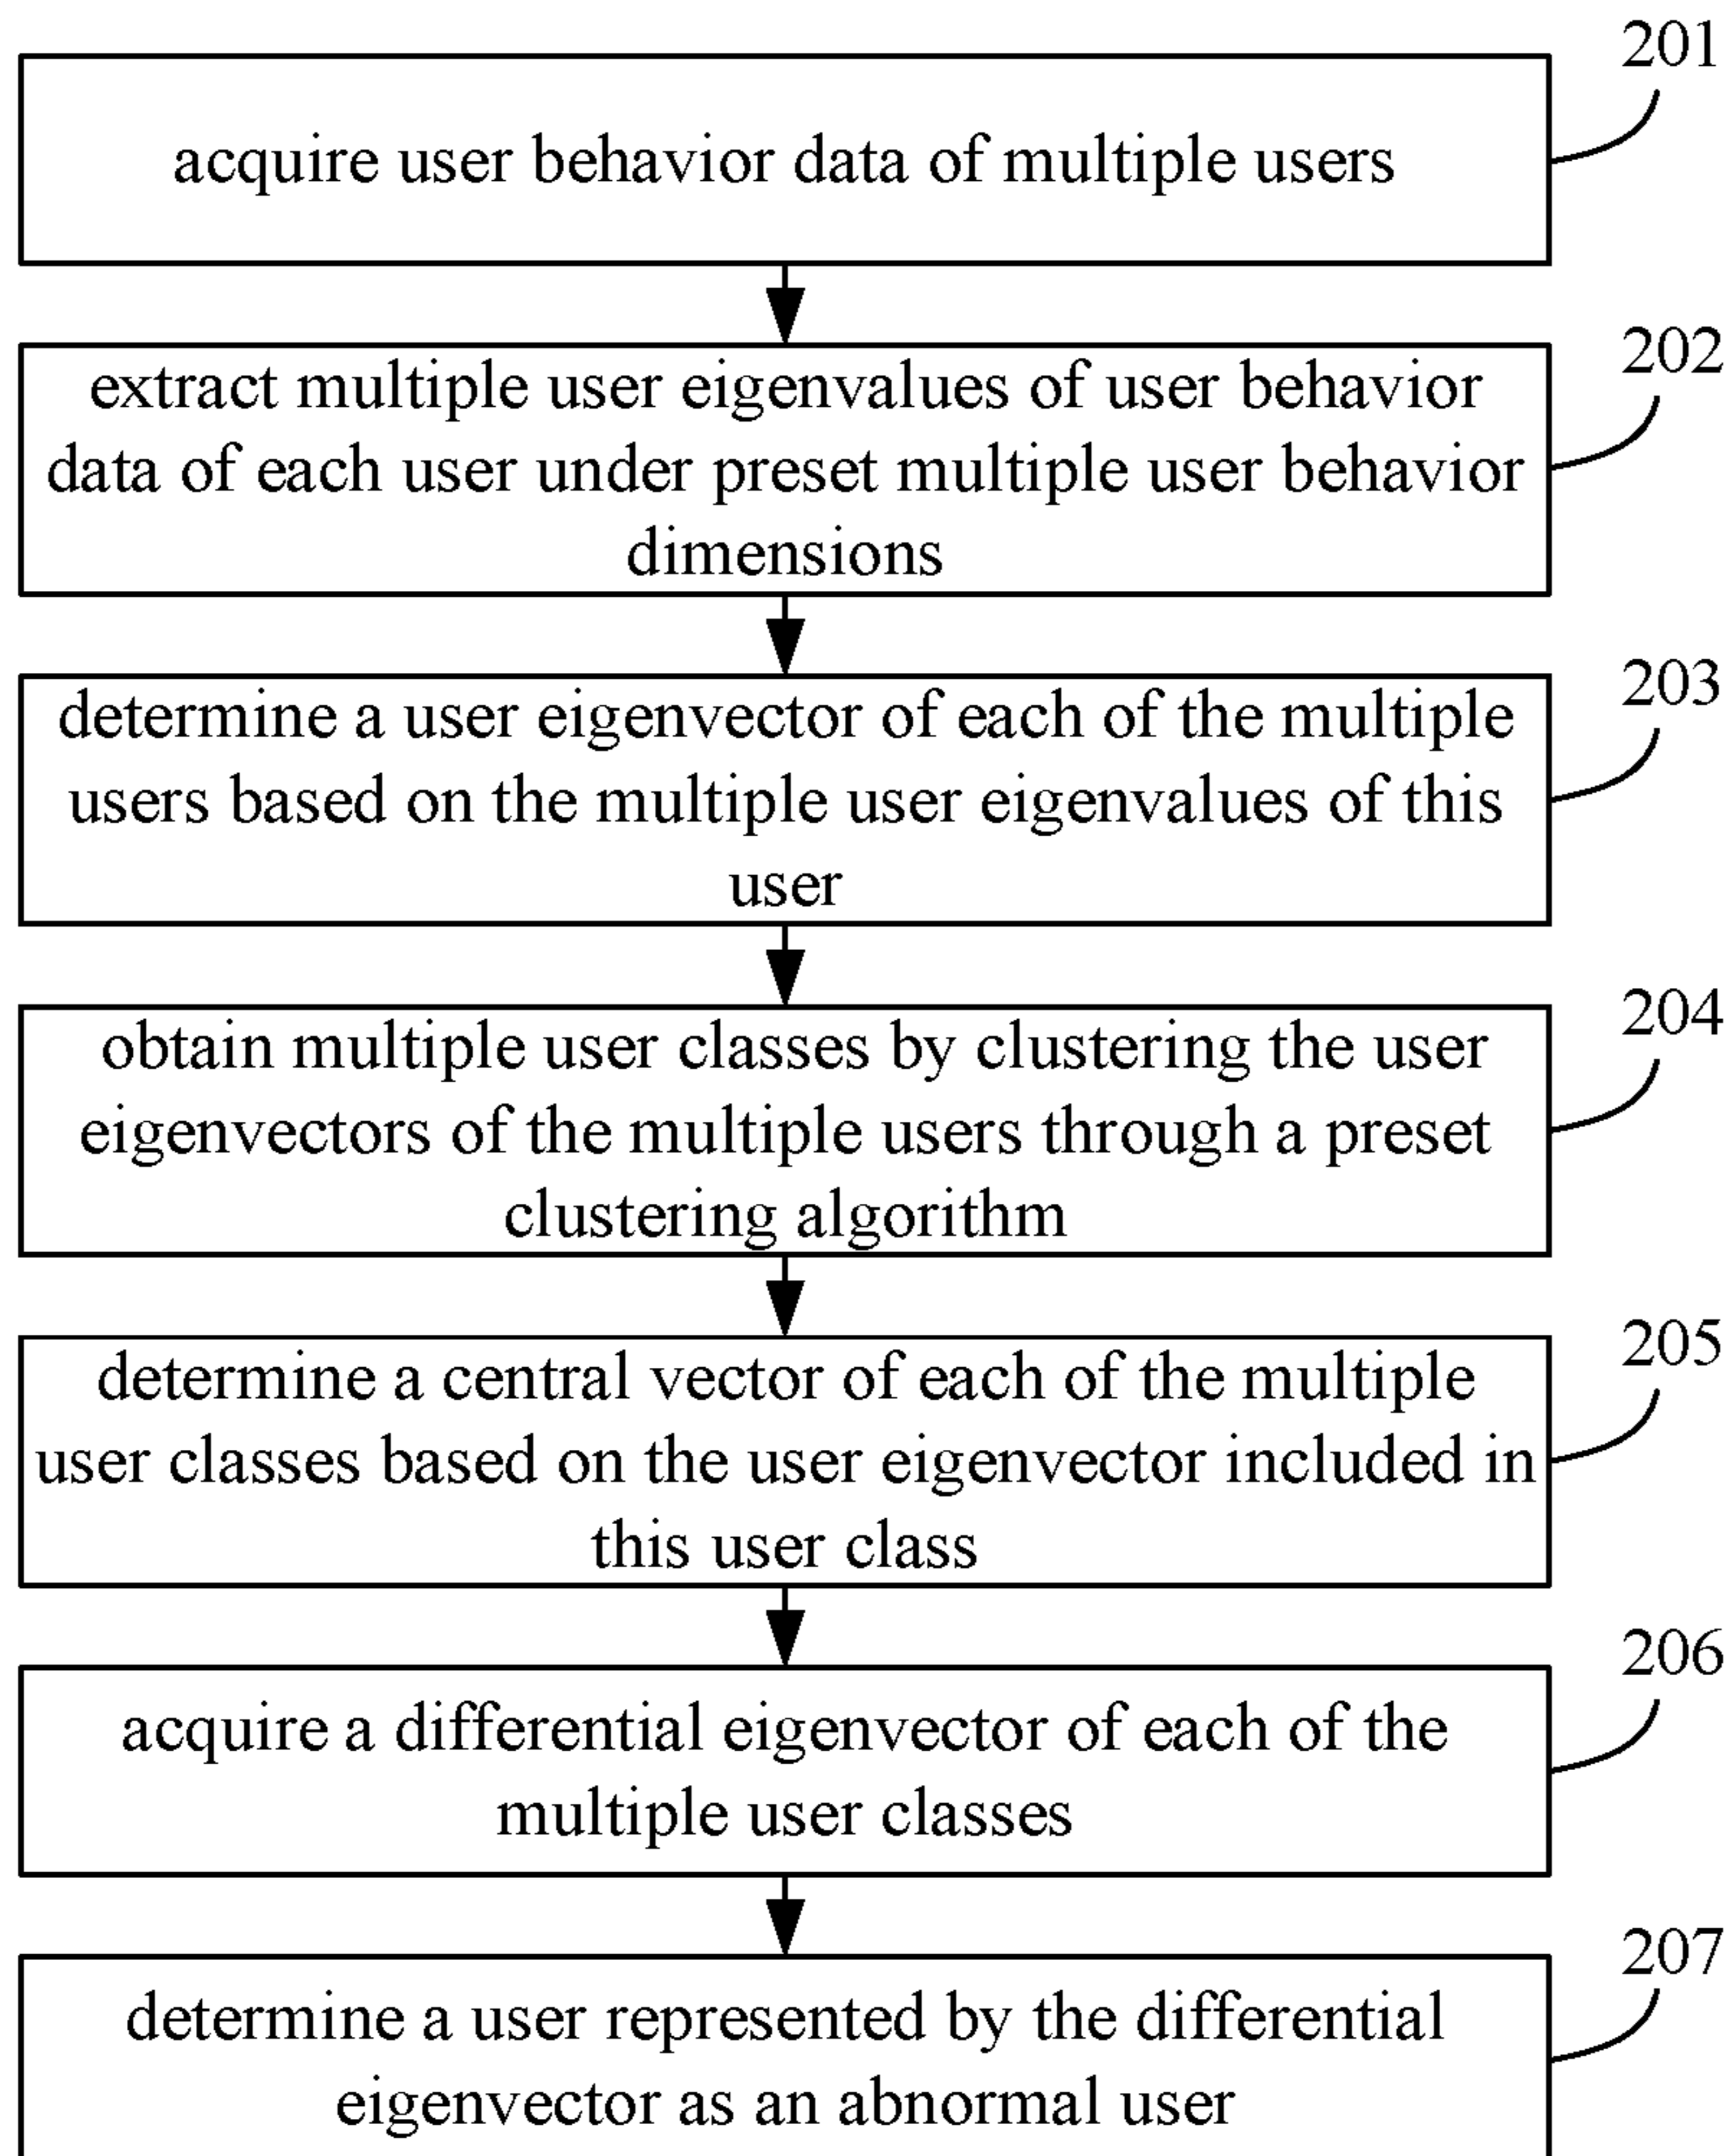 201
acquire user behavior data of multiple users
202
extract multiple user eigenvalues of user behavior
data of each user under preset multiple user behavior
dimensions
203
determine a user eigenvector of each of the multiple
users based on the multiple user eigenvalues of this
user
204
obtain multiple user classes by clustering the user
eigenvectors of the multiple users through a preset
clustering algorithm
205
determine a central vector of each of the multiple
user classes based on the user eigenvector included in
this user class
206
acquire a differential eigenvector of each of the
multiple user classes
207
determine a user represented by the differential
eigenvector as an abnormal user